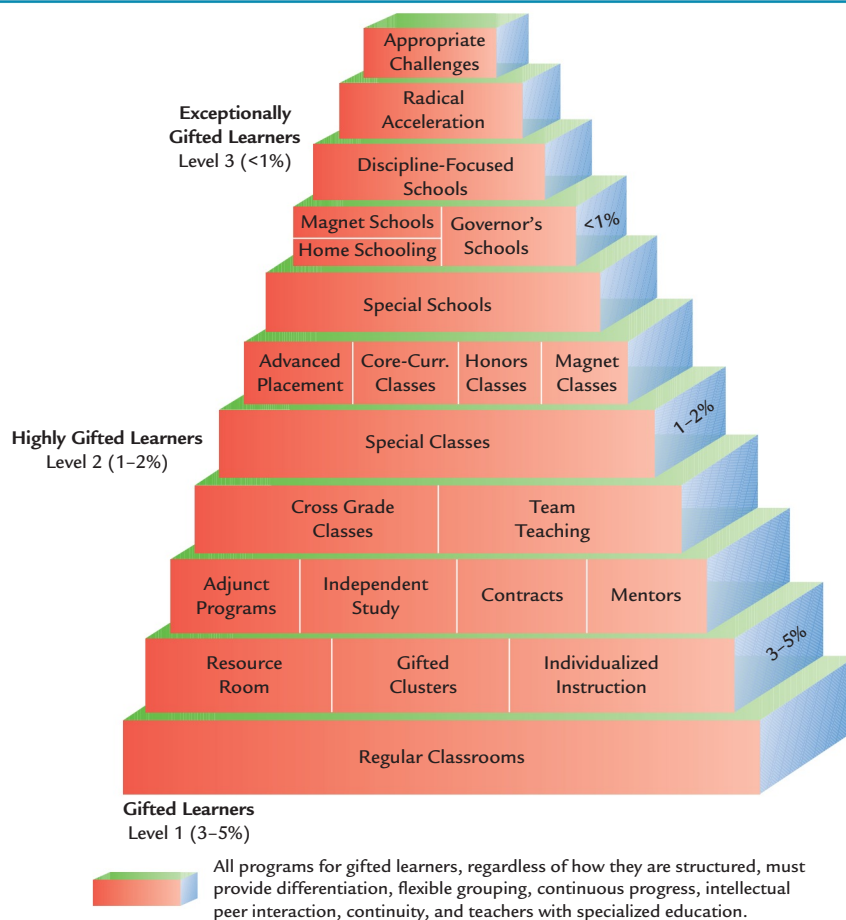 Appropriate
Challenges
Radical
Acceleration
Exceptionally
Gifted Learners
Level 3 (<1%)
Discipline-Focused
Schools
Magnet Schools
Home Schooling
Governor's
Schools
<1%
Special Schools
Advanced
Placement
Core-Curr.
Classes
Honors
Classes
Magnet
Classes
Highly Gifted Learners
Level 2 (1–2%)
Special Classes
1–2%
Cross Grade
Classes
Team
Teaching
Adjunct
Programs
Independent
Study
Contracts
Mentors
Resource
Room
Gifted
Clusters
Individualized
Instruction
3–5%
Regular Classrooms
Gifted Learners
Level 1 (3–5%)
All programs for gifted learners, regardless of how they are structured, must
provide differentiation, flexible grouping, continuous progress, intellectual
peer interaction, continuity, and teachers with specialized education.